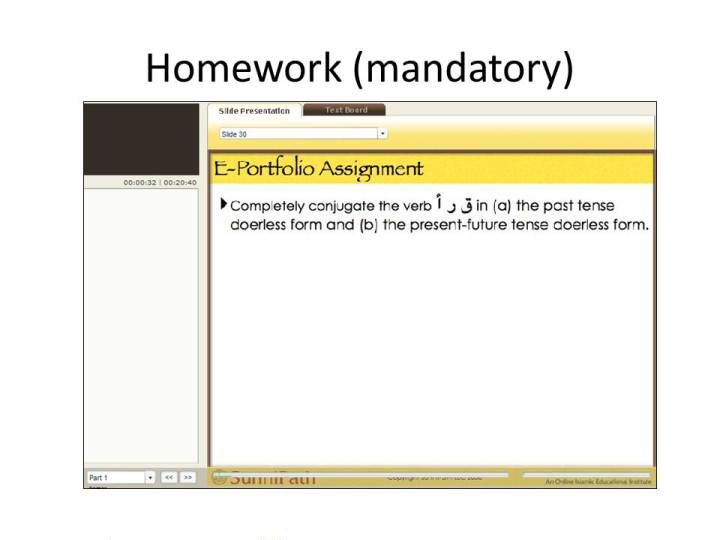 Homework (mandatory)
Slide Presentation
Text Board
Slide 30
00:00:32 | 00:20:40
E-Portfolio Assignment
Completely conjugate the verb ق ر أ in (a) the past tense
doerless form and (b) the present-future tense doerless form.
Part 1
<< >>
SunniPath
An Online Islamic Educational Institute